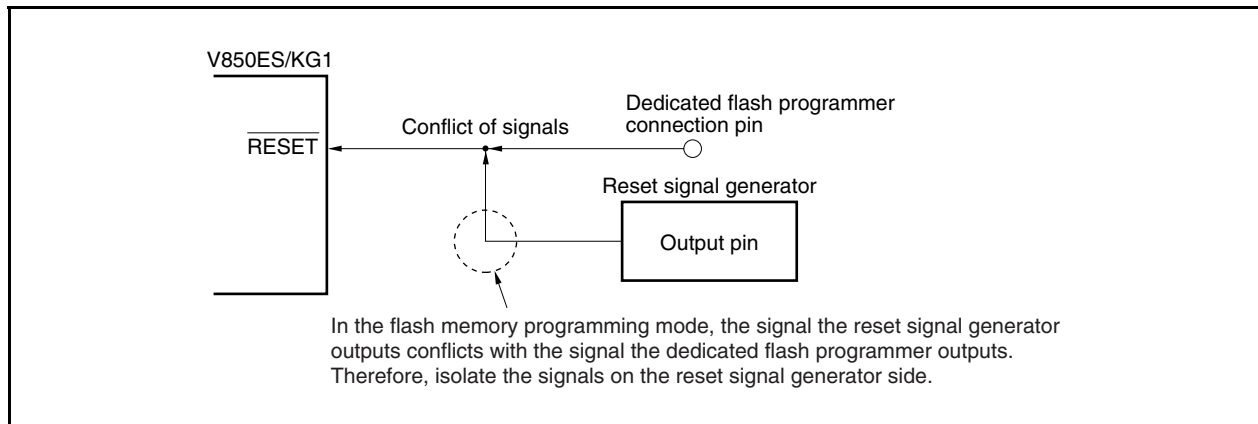 V850ES/KG1
RESET
Conflict of signals
Dedicated flash programmer
connection pin
Reset signal generator
Output pin
In the flash memory programming mode, the signal the reset signal generator
outputs conflicts with the signal the dedicated flash programmer outputs.
Therefore, isolate the signals on the reset signal generator side.